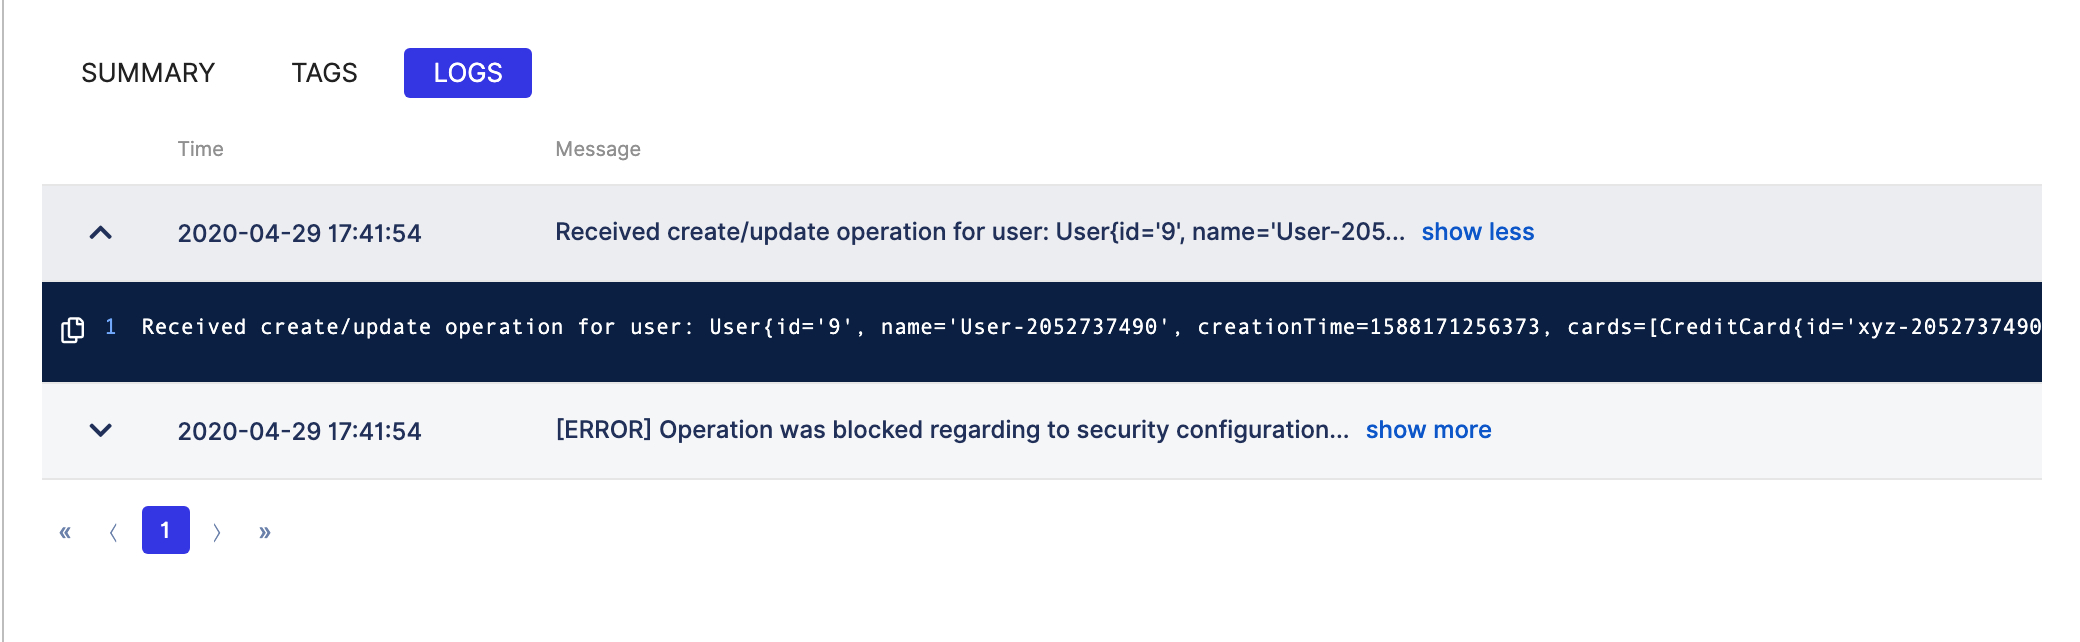 SUMMARY TAGS LOGS
Time Message
2020-04-29 17:41:54 Received create/update operation for user: User{id='9', name='User-205... show less
1 Received create/update operation for user: User{id='9', name='User-2052737490', creationTime=1588171256373, cards=[CreditCard{id='xyz-2052737490
2020-04-29 17:41:54 [ERROR] Operation was blocked regarding to security configuration... show more
« 〈 1 〉 »